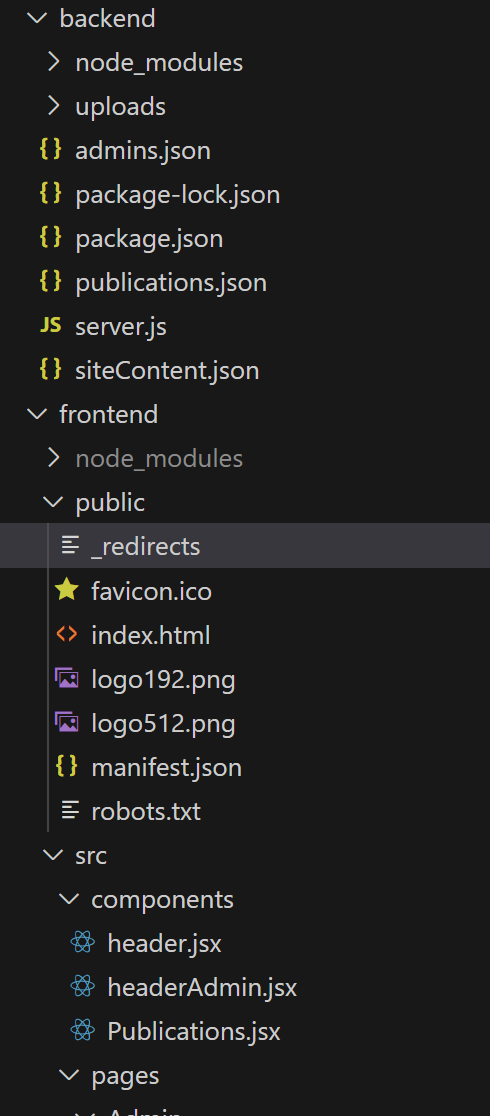 backend
node_modules
uploads
{} admins.json
{} package-lock.json
{} package.json
{} publications.json
JS server.js
{} siteContent.json
frontend
node_modules
public
_redirects
favicon.ico
<> index.html
logo192.png
logo512.png
{} manifest.json
robots.txt
src
components
header.jsx
headerAdmin.jsx
Publications.jsx
pages
Admin